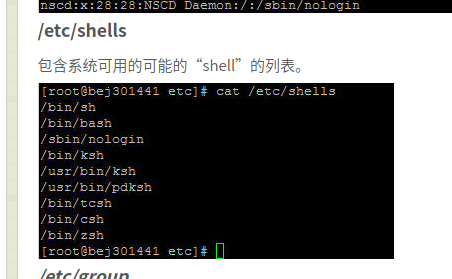 nscd:x:28:28:NSCD Daemon:/:/sbin/nologin
/etc/shells
包含系统可用的可能的“shell”的列表。
[root@bej301441 etc]# cat /etc/shells
/bin/sh
/bin/bash
/sbin/nologin
/bin/ksh
/usr/bin/ksh
/usr/bin/pdksh
/bin/tcsh
/bin/csh
/bin/zsh
[root@bej301441 etc]#
/etc/group